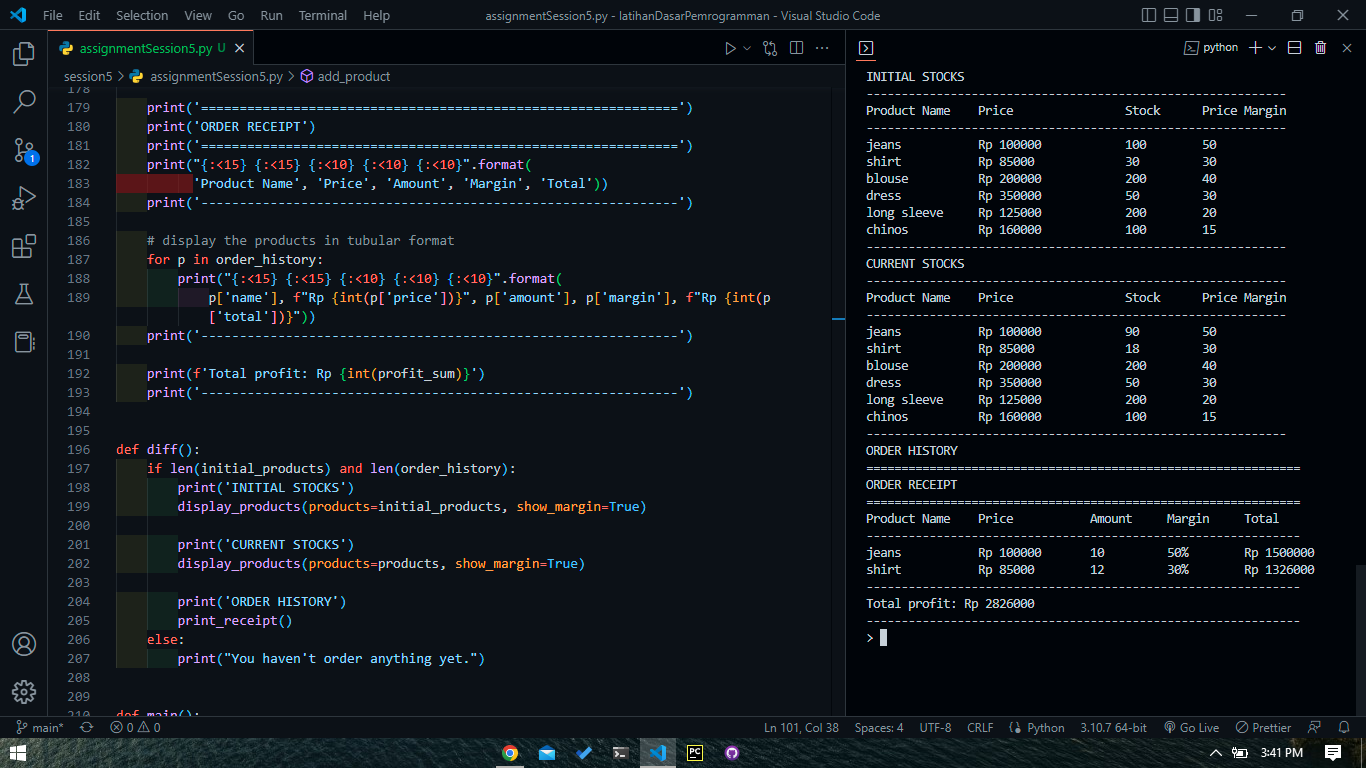 File Edit Selection View Go Run Terminal Help assignmentSession5.py - latihanDasarPemrogramman - Visual Studio Code
assignmentSession5.py U
session5 > assignmentSession5.py > add_product
178
179 print('==============================================================')
180 print('ORDER RECEIPT')
181 print('==============================================================')
182 print("{:<15} {:<15} {:<10} {:<10} {:<10}".format(
183 'Product Name', 'Price', 'Amount', 'Margin', 'Total'))
184 print('--------------------------------------------------------------')
185
186 # display the products in tubular format
187 for p in order_history:
188 print("{:<15} {:<15} {:<10} {:<10} {:<10}".format(
189 p['name'], f"Rp {int(p['price'])}", p['amount'], p['margin'], f"Rp {int(p
['total'])}"))
190 print('--------------------------------------------------------------')
191
192 print(f'Total profit: Rp {int(profit_sum)}')
193 print('--------------------------------------------------------------')
194
195
196 def diff():
197 if len(initial_products) and len(order_history):
198 print('INITIAL STOCKS')
199 display_products(products=initial_products, show_margin=True)
200
201 print('CURRENT STOCKS')
202 display_products(products=products, show_margin=True)
203
204 print('ORDER HISTORY')
205 print_receipt()
206 else:
207 print("You haven't order anything yet.")
208
209
210 def main():
python
INITIAL STOCKS
------------------------------------------------------------
Product Name Price Stock Price Margin
------------------------------------------------------------
jeans Rp 100000 100 50
shirt Rp 85000 30 30
blouse Rp 200000 200 40
dress Rp 350000 50 30
long sleeve Rp 125000 200 20
chinos Rp 160000 100 15
------------------------------------------------------------
CURRENT STOCKS
------------------------------------------------------------
Product Name Price Stock Price Margin
------------------------------------------------------------
jeans Rp 100000 90 50
shirt Rp 85000 18 30
blouse Rp 200000 200 40
dress Rp 350000 50 30
long sleeve Rp 125000 200 20
chinos Rp 160000 100 15
------------------------------------------------------------
ORDER HISTORY
==============================================================
ORDER RECEIPT
==============================================================
Product Name Price Amount Margin Total
--------------------------------------------------------------
jeans Rp 100000 10 50% Rp 1500000
shirt Rp 85000 12 30% Rp 1326000
--------------------------------------------------------------
Total profit: Rp 2826000
--------------------------------------------------------------
>
1
main* 0 0 Ln 101, Col 38 Spaces: 4 UTF-8 CRLF Python 3.10.7 64-bit Go Live Prettier
PC 3:41 PM